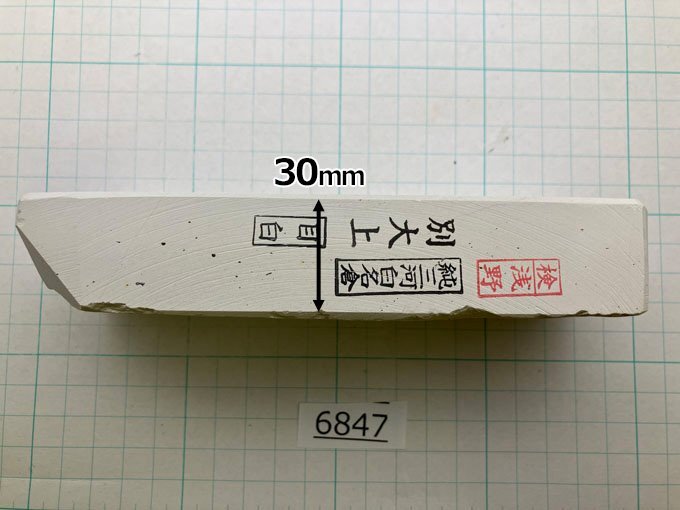 30mm
別大上
目白
純三河白名倉
浅野検
6847